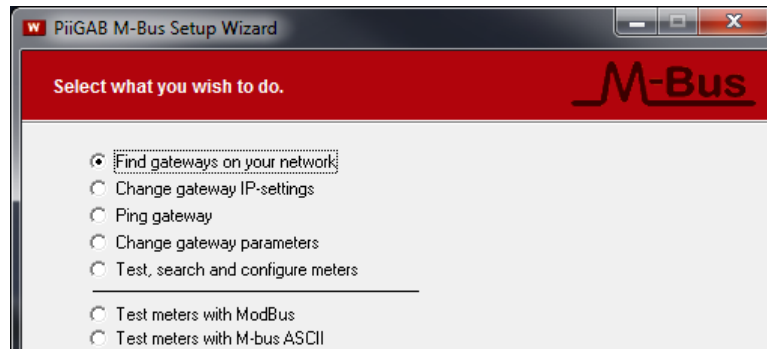 W PiiGAB M-Bus Setup Wizard
Select what you wish to do.
M-Bus
Find gateways on your network
Change gateway IP-settings
Ping gateway
Change gateway parameters
Test, search and configure meters
Test meters with ModBus
Test meters with M-bus ASCII